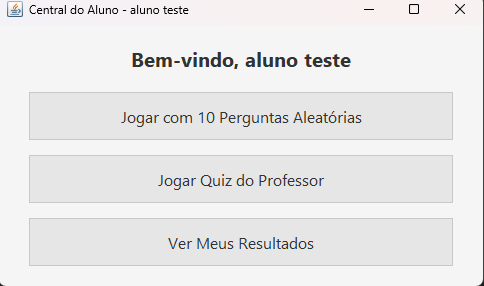 Central do Aluno - aluno teste
Bem-vindo, aluno teste
Jogar com 10 Perguntas Aleatórias
Jogar Quiz do Professor
Ver Meus Resultados